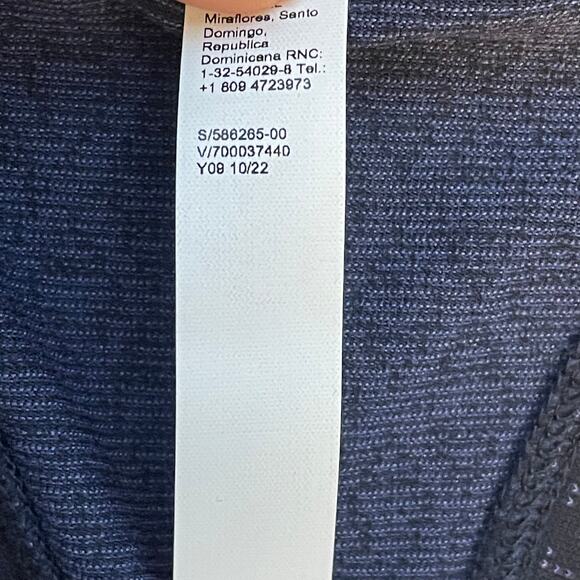 Miraflores, Santo
Domingo,
Republica
Dominicana RNC:
1-32-54029-8 Tel.:
+1 809 4723973
S/586265-00
V/700037440
Y09 10/22